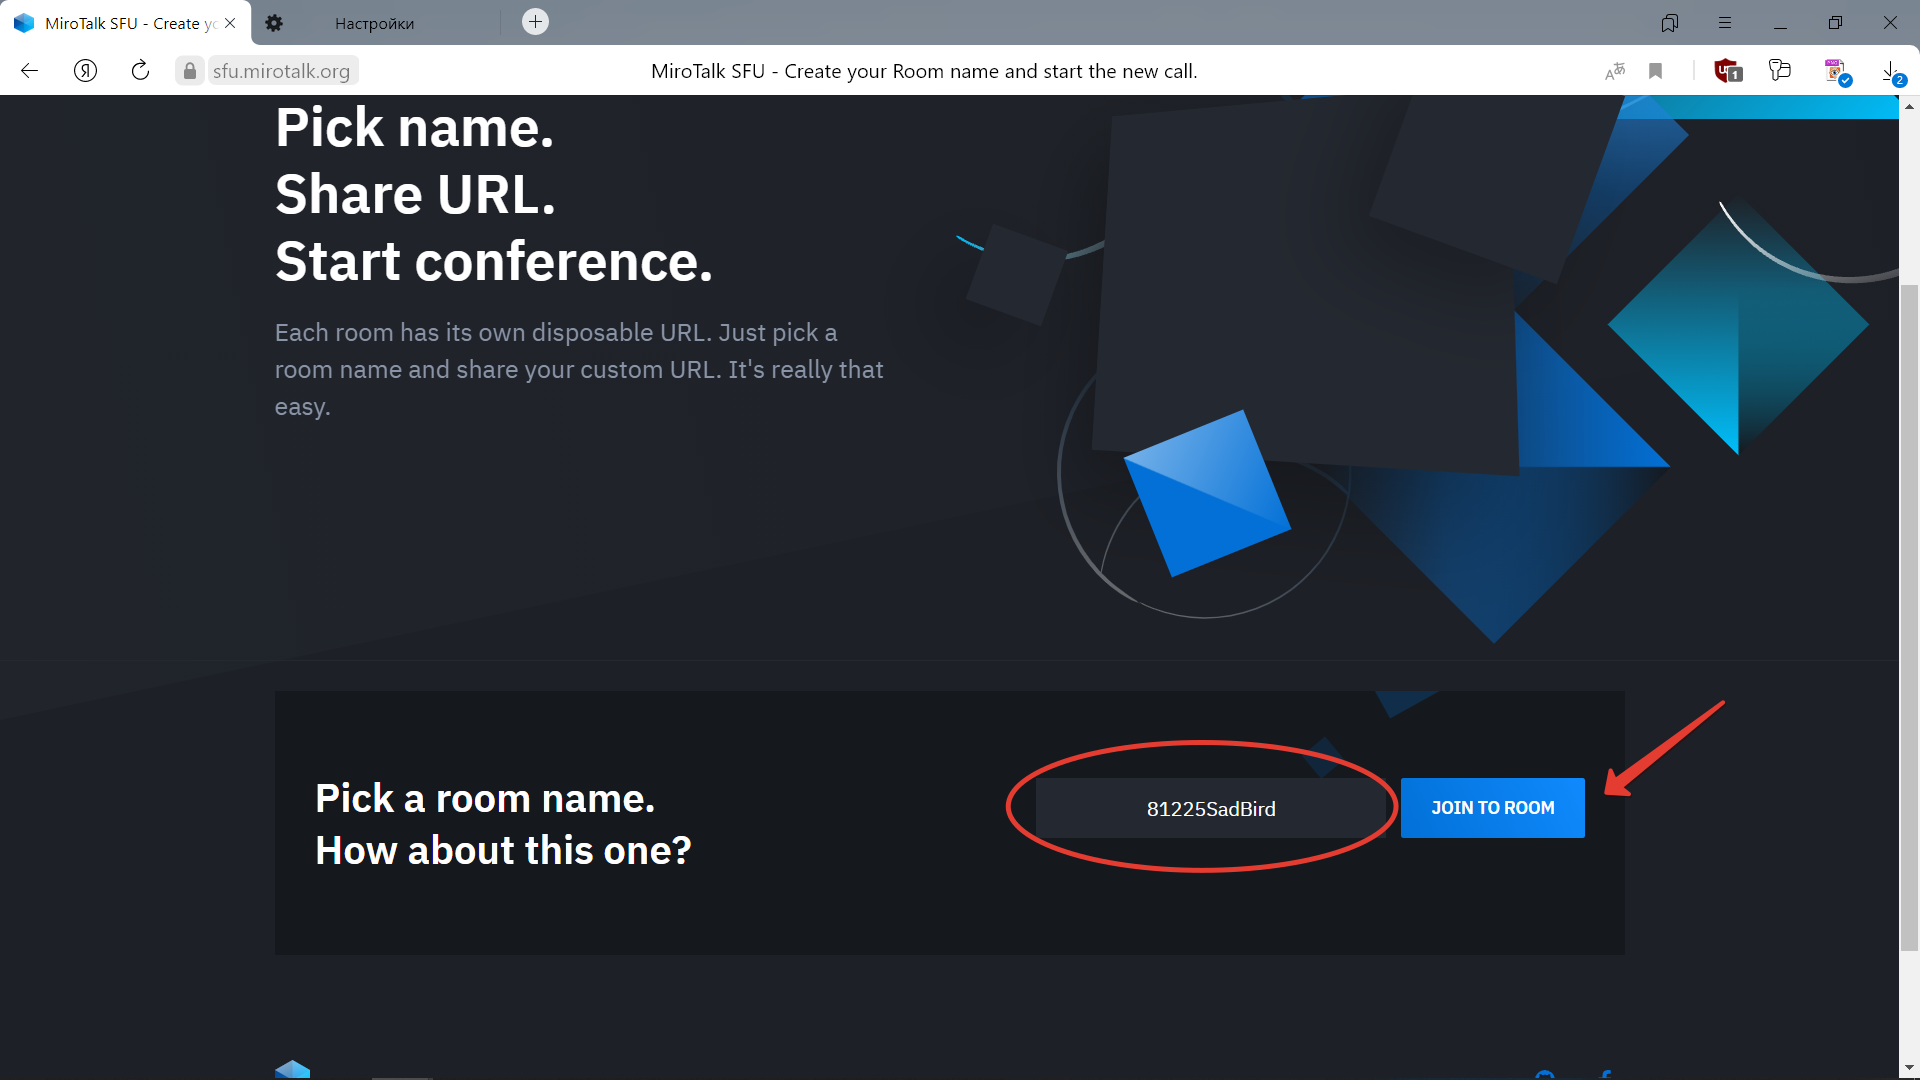 MiroTalk SFU - Create yo
Настройки
sfu.mirotalk.org
MiroTalk SFU - Create your Room name and start the new call.
1
2
Pick name.
Share URL.
Start conference.
Each room has its own disposable URL. Just pick a
room name and share your custom URL. It's really that
easy.
Pick a room name.
How about this one?
81225SadBird
JOIN TO ROOM